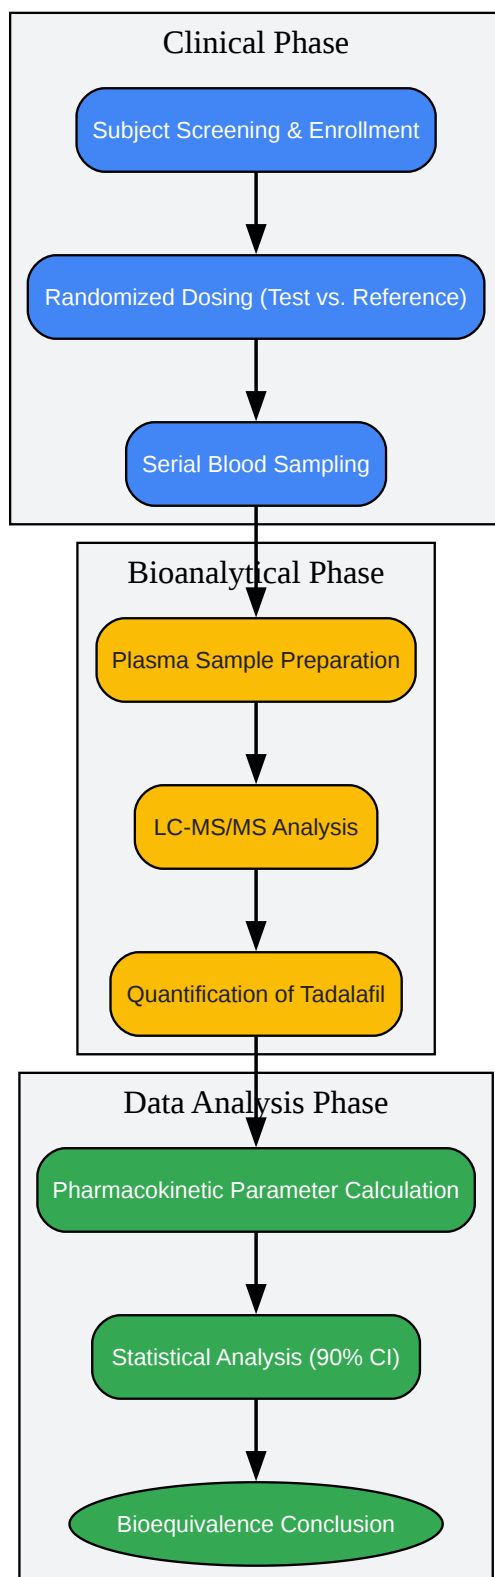 Clinical Phase
Subject Screening & Enrollment
Randomized Dosing (Test vs. Reference)
Serial Blood Sampling
Bioanalytical Phase
Plasma Sample Preparation
LC-MS/MS Analysis
Quantification of Tadalafil
Data Analysis Phase
Pharmacokinetic Parameter Calculation
Statistical Analysis (90% CI)
Bioequivalence Conclusion